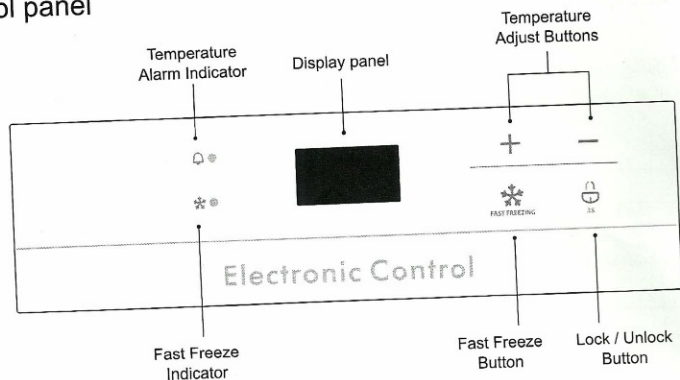 ol panel
Temperature
Alarm Indicator
Display panel
Temperature
Adjust Buttons
+
−
FAST FREEZING
3S
Electronic Control
Fast Freeze
Indicator
Fast Freeze
Button
Lock / Unlock
Button